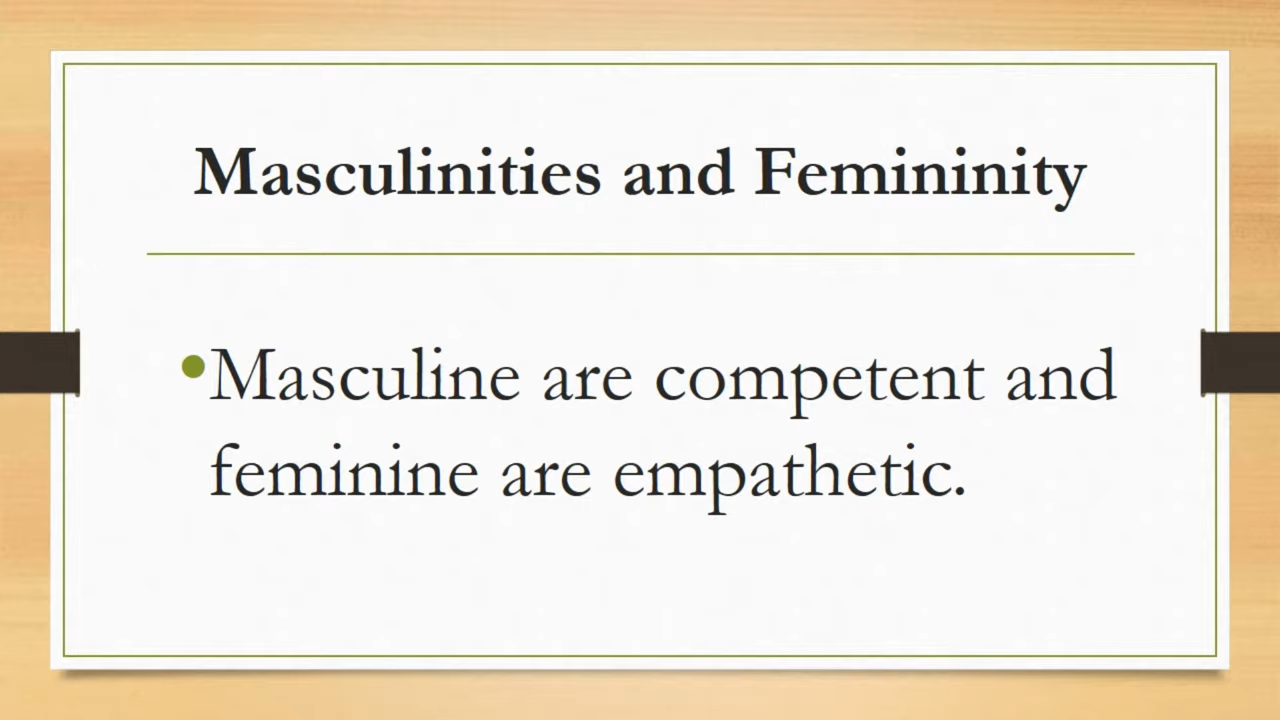 Masculinities and Femininity
•Masculine are competent and
feminine are empathetic.